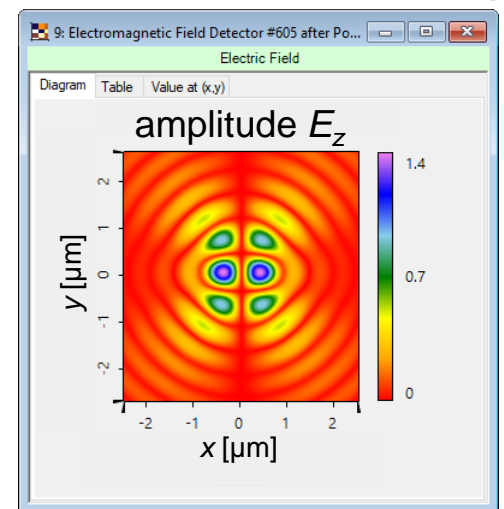 9: Electromagnetic Field Detector #605 after Po...
Electric Field
Diagram Table Value at (x,y)
amplitude Ez
1.4
0.7
0
y [µm]
2
1
0
-1
-2
-2 -1 0 1 2
x [µm]